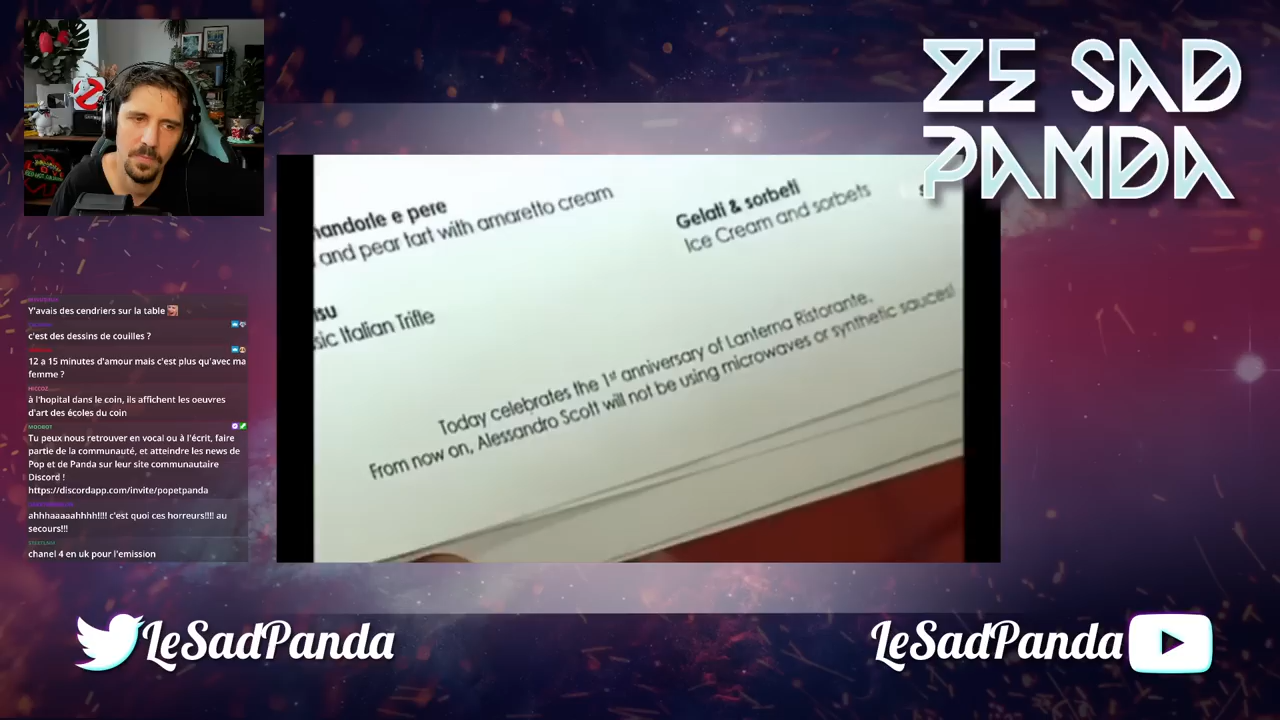 ZE SAD
PANDA
nandorle e pere
and pear tart with amaretto cream
Gelati & sorbeti
Ice Cream and sorbets
isu
sic Italian Trifle
Today celebrates the 1st anniversary of Lanterna Ristorante.
From now on, Alessandro Scott will not be using microwaves or synthetic sauces!
Y'avais des cendriers sur la table
c'est des dessins de couilles ?
12 a 15 minutes d'amour mais c'est plus qu'avec ma
femme ?
NICCOZ
à l'hopital dans le coin, ils affichent les oeuvres
d'art des écoles du coin
MOOBOT
Tu peux nous retrouver en vocal ou à l'écrit, faire
partie de la communauté, et atteindre les news de
Pop et de Panda sur leur site communautaire
Discord !
https://discordapp.com/invite/popetpanda
ahhhaaaaahhhh!!!! c'est quoi ces horreurs!!!! au
secours!!!
chanel 4 en uk pour l'emission
LeSadPanda
LeSadPanda